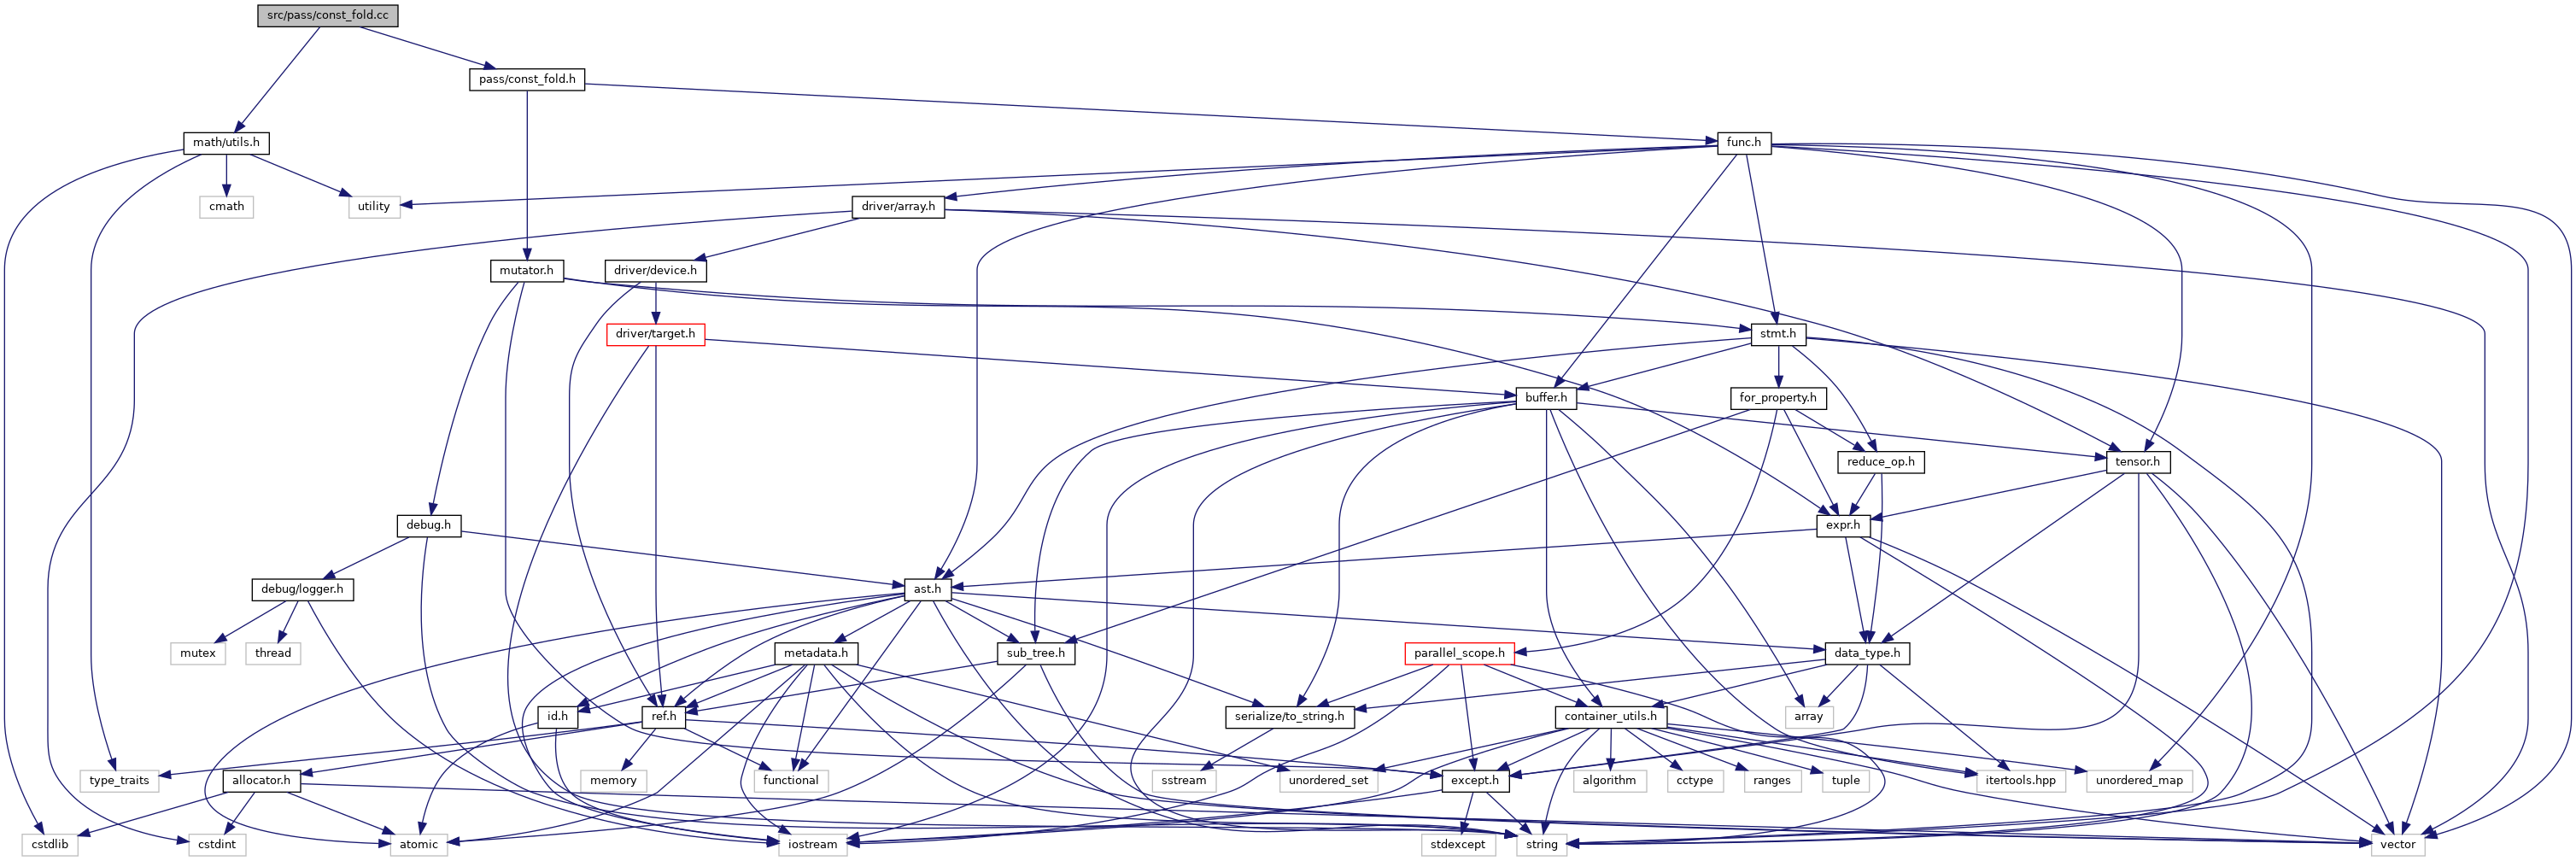 src/pass/const_fold.cc
pass/const_fold.h
math/utils.h
func.h
cmath
utility
driver/array.h
mutator.h
driver/device.h
driver/target.h
stmt.h
buffer.h
for_property.h
reduce_op.h
tensor.h
debug.h
expr.h
debug/logger.h
ast.h
mutex
thread
metadata.h
sub_tree.h
parallel_scope.h
data_type.h
id.h
ref.h
serialize/to_string.h
container_utils.h
array
type_traits
allocator.h
memory
functional
sstream
unordered_set
except.h
algorithm
cctype
ranges
tuple
itertools.hpp
unordered_map
cstdlib
cstdint
atomic
iostream
stdexcept
string
vector